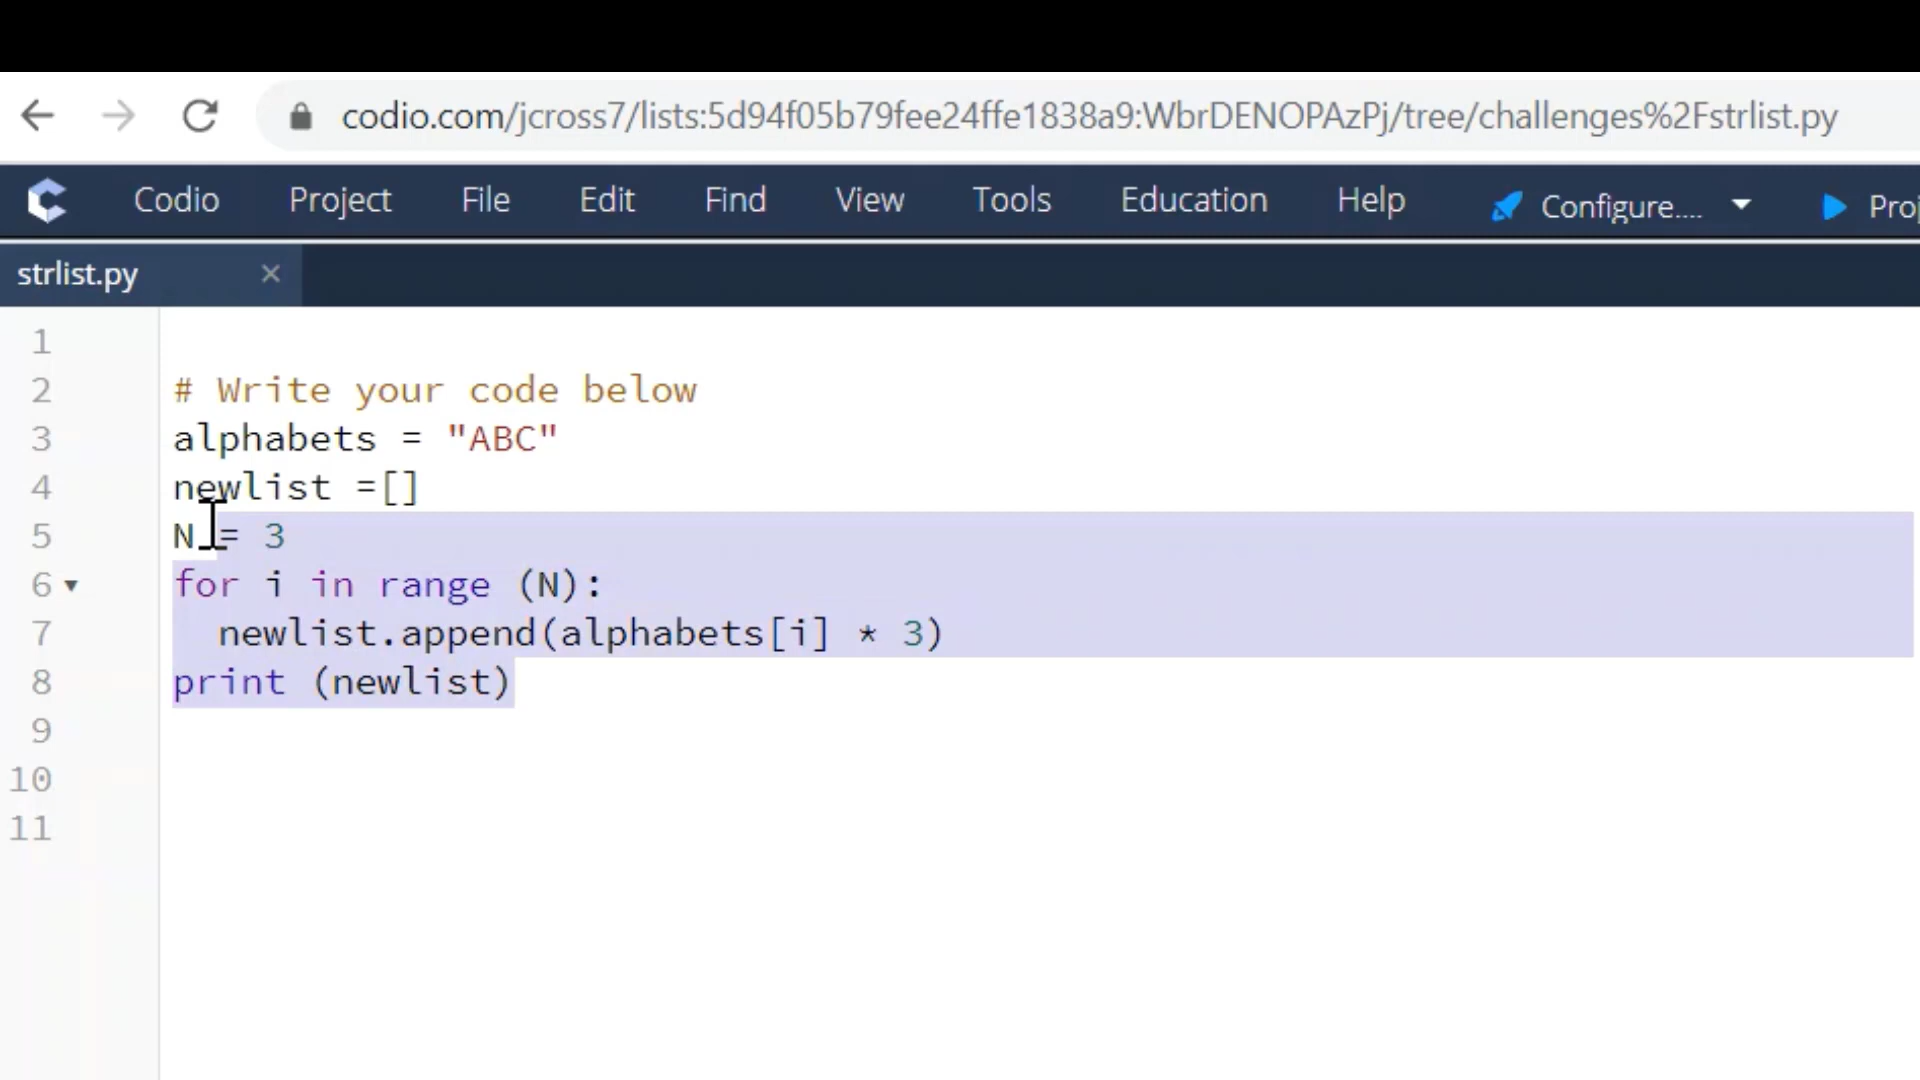 codio.com/jcross7/lists:5d94f05b79fee24ffe1838a9:WbrDENOPAzPj/tree/challenges%2Fstrlist.py
Codio Project File Edit Find View Tools Education Help Configure.... Proj
strlist.py
1
2 # Write your code below
3 alphabets = "ABC"
4 newlist =[]
5 N = 3
6 for i in range (N):
7 newlist.append(alphabets[i] * 3)
8 print (newlist)
9
10
11